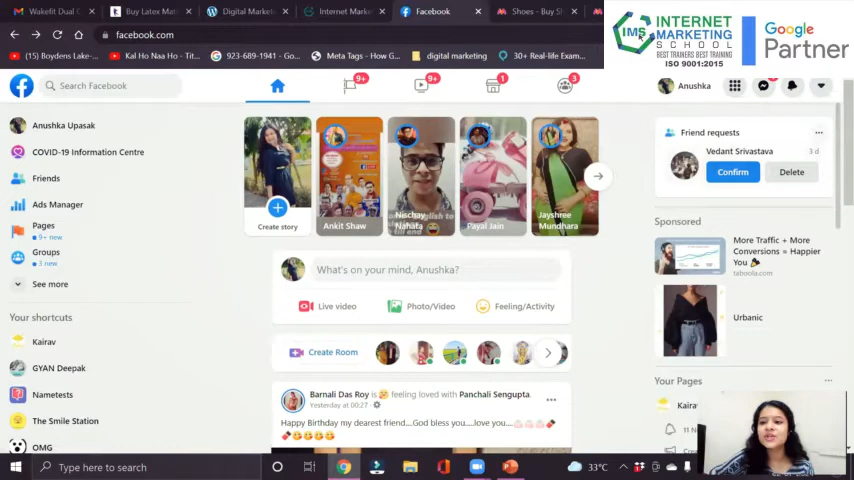 Wakefit Dual C
Buy Latex Mat
Digital Marke
Internet Marke
Facebook
Shoes - Buy Sh
facebook.com
(15) Boydens Lake-...
Kal Ho Naa Ho - Tit...
923-689-1941 - Go...
Meta Tags - How G...
digital marketing
30+ Real-life Exam...
IMS
INTERNET
MARKETING
SCHOOL
BEST TRAINERS BEST TRAINING
ISO 9001:2015
Google
Partner
Search Facebook
9+
9+
1
3
Anushka
Anushka Upasak
COVID-19 Information Centre
Friends
Ads Manager
Pages
9+ new
Groups
3 new
See more
Your shortcuts
Kairav
GYAN Deepak
Nametests
The Smile Station
OMG
Create story
Ankit Shaw
Nischay
Nahata
Payal Jain
Jayshree
Mundhara
What's on your mind, Anushka?
Live video
Photo/Video
Feeling/Activity
Create Room
Barnali Das Roy is 🥰 feeling loved with Panchali Sengupta.
Yesterday at 00:27
Happy Birthday my dearest friend....God bless you.....love you....
Friend requests
Vedant Srivastava
3 d
Confirm
Delete
Sponsored
More Traffic + More
Conversions = Happier
You
taboola.com
Urbanic
Your Pages
Kaira
Type here to search
33°C